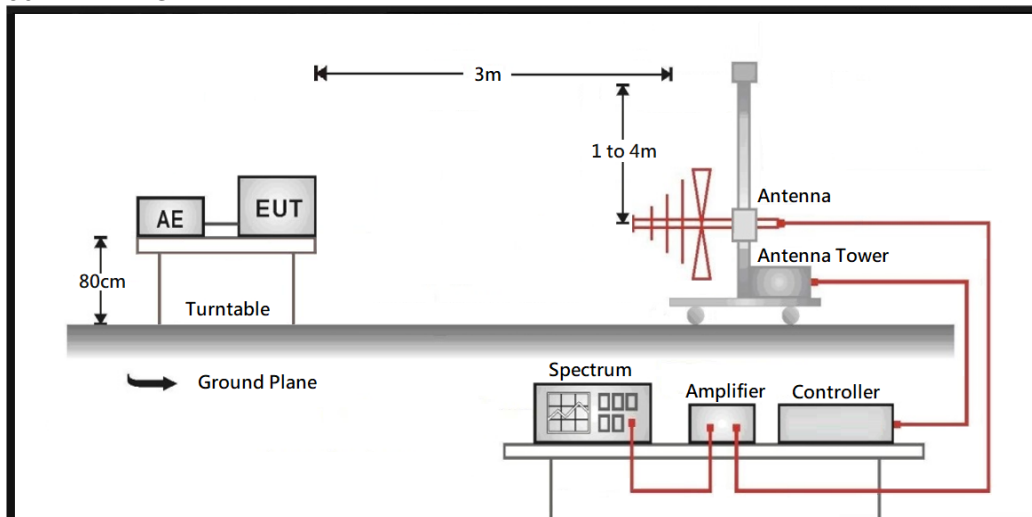 3m
1 to 4m
Antenna
AE
EUT
Antenna Tower
80cm
Turntable
Ground Plane
Spectrum
Amplifier
Controller